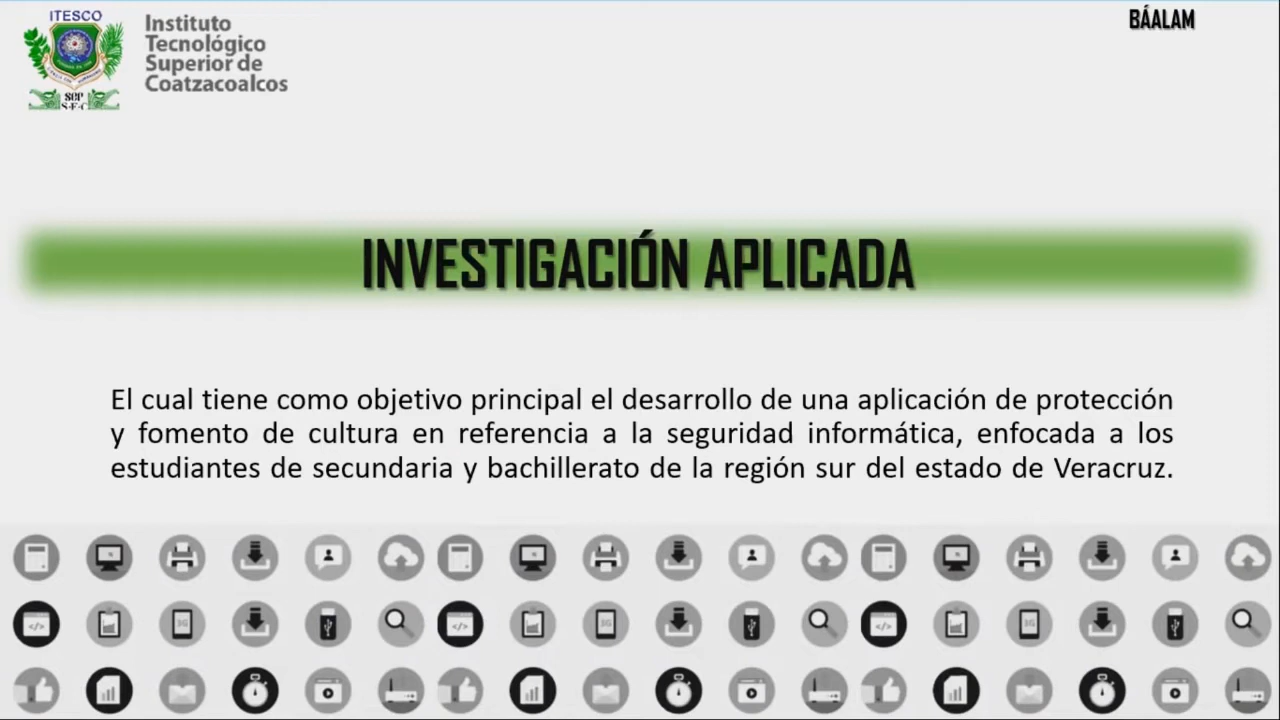 ITESCO
Instituto
Tecnológico
Superior de
Coatzacoalcos
SEP
S·E·C
BÁALAM
INVESTIGACIÓN APLICADA
El cual tiene como objetivo principal el desarrollo de una aplicación de protección
y fomento de cultura en referencia a la seguridad informática, enfocada a los
estudiantes de secundaria y bachillerato de la región sur del estado de Veracruz.